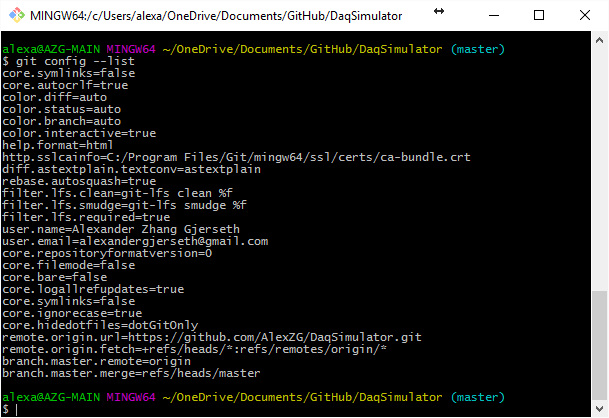 MINGW64:/c/Users/alexa/OneDrive/Documents/GitHub/DaqSimulator
alexa@AZG-MAIN MINGW64 ~/OneDrive/Documents/GitHub/DaqSimulator (master)
$ git config --list
core.symlinks=false
core.autocrlf=true
color.diff=auto
color.status=auto
color.branch=auto
color.interactive=true
help.format=html
http.sslcainfo=C:/Program Files/Git/mingw64/ssl/certs/ca-bundle.crt
diff.astextplain.textconv=astextplain
rebase.autosquash=true
filter.lfs.clean=git-lfs clean %f
filter.lfs.smudge=git-lfs smudge %f
filter.lfs.required=true
user.name=Alexander Zhang Gjerseth
user.email=alexandergjerseth@gmail.com
core.repositoryformatversion=0
core.filemode=false
core.bare=false
core.logallrefupdates=true
core.symlinks=false
core.ignorecase=true
core.hidedotfiles=dotGitOnly
remote.origin.url=https://github.com/AlexZG/DaqSimulator.git
remote.origin.fetch=+refs/heads/*:refs/remotes/origin/*
branch.master.remote=origin
branch.master.merge=refs/heads/master
alexa@AZG-MAIN MINGW64 ~/OneDrive/Documents/GitHub/DaqSimulator (master)
$